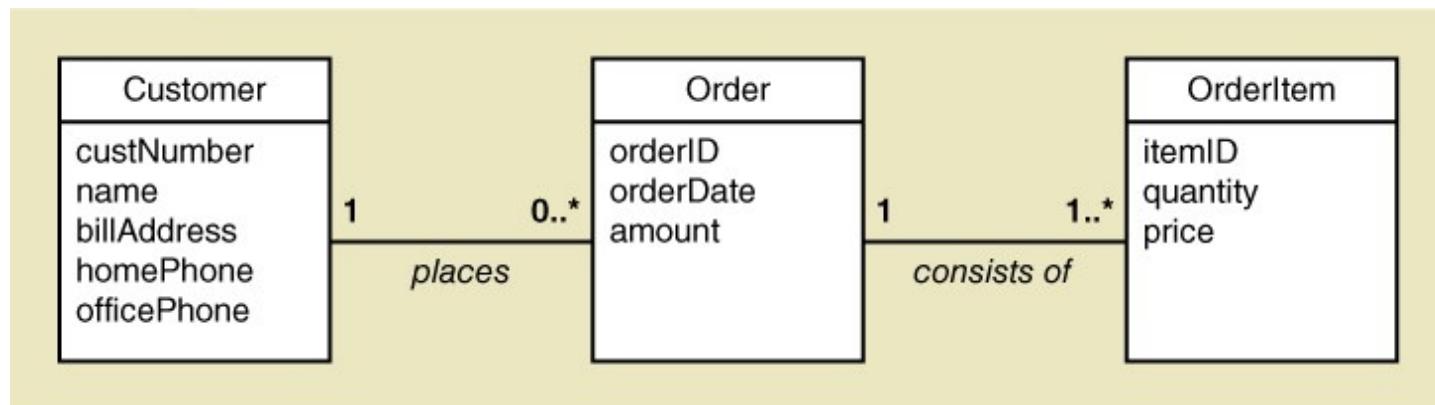 Customer
custNumber
name
billAddress
homePhone
officePhone
1
0..*
places
Order
orderID
orderDate
amount
1
1..*
consists of
OrderItem
itemID
quantity
price